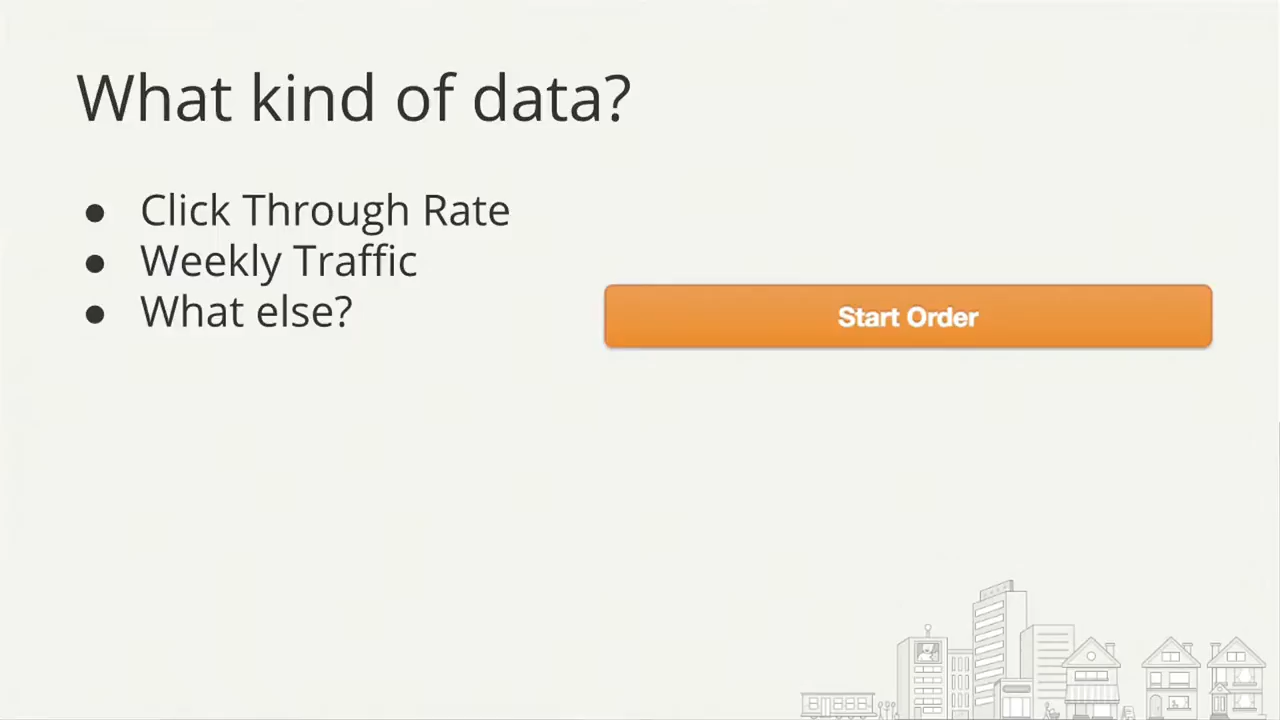 What kind of data?
● Click Through Rate
● Weekly Traffic
● What else?
Start Order